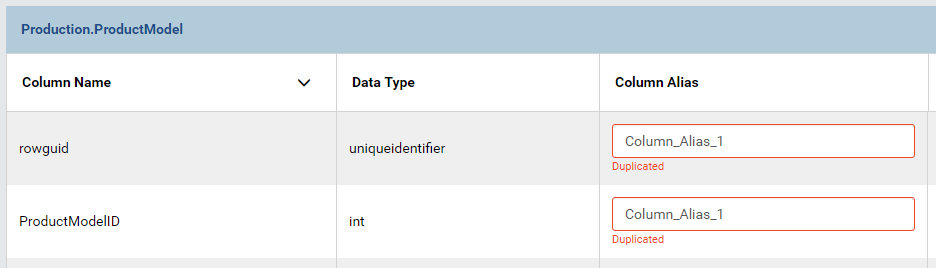 Production.ProductModel
Column Name Data Type Column Alias
rowguid uniqueidentifier Column_Alias_1
Duplicated
ProductModelID int Column_Alias_1
Duplicated